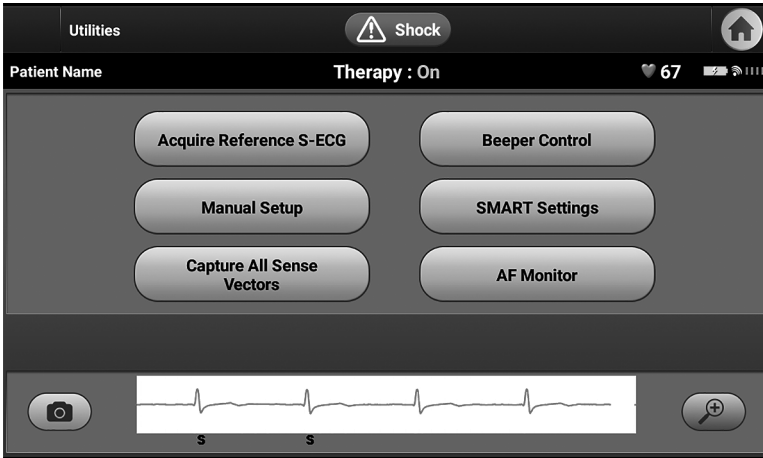 Utilities
Shock
Patient Name
Therapy : On
67
Acquire Reference S-ECG
Beeper Control
Manual Setup
SMART Settings
Capture All Sense
Vectors
AF Monitor
S
S